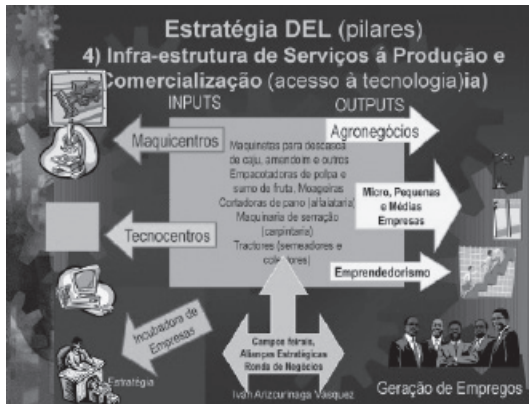 Estratégia DEL (pilares)
4) Infra-estrutura de Serviços á Produção e
Comercialização (acesso à tecnologia)ia)
INPUTS
OUTPUTS
Maquicentros
Agronegócios
Maquinetas para descasca
de caju, amendoim e outros
Empacotadoras de polpa e
sumo de fruta. Moageiras
Cortadoras de pano (alfaiataria)
Maquinaria de serração
(carpintaria)
Tractores (semeadores e
Micro, Pequenas
e Médias
Empresas
Tecnocentros
Emprendedorismo
Incubadora de
Empresas
Campos feirais,
Alianças Estratégicas
Ronda de Negócios
Estratégia
Iván Arizcurinaga Vásquez
Geração de Empregos